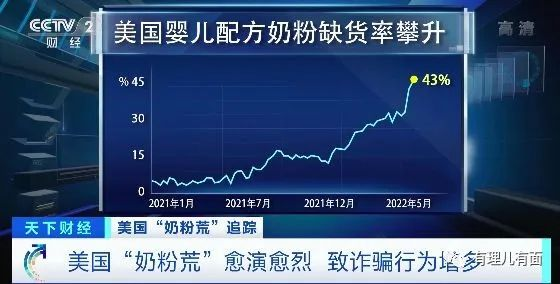 CCTV 2
财经
高清
美国婴儿配方奶粉缺货率攀升
% 45
43%
30
15
0
2021年1月 2021年7月 2021年12月 2022年5月
天下财经 美国“奶粉荒”追踪
美国“奶粉荒”愈演愈烈 致诈骗行为增多
有理儿有面